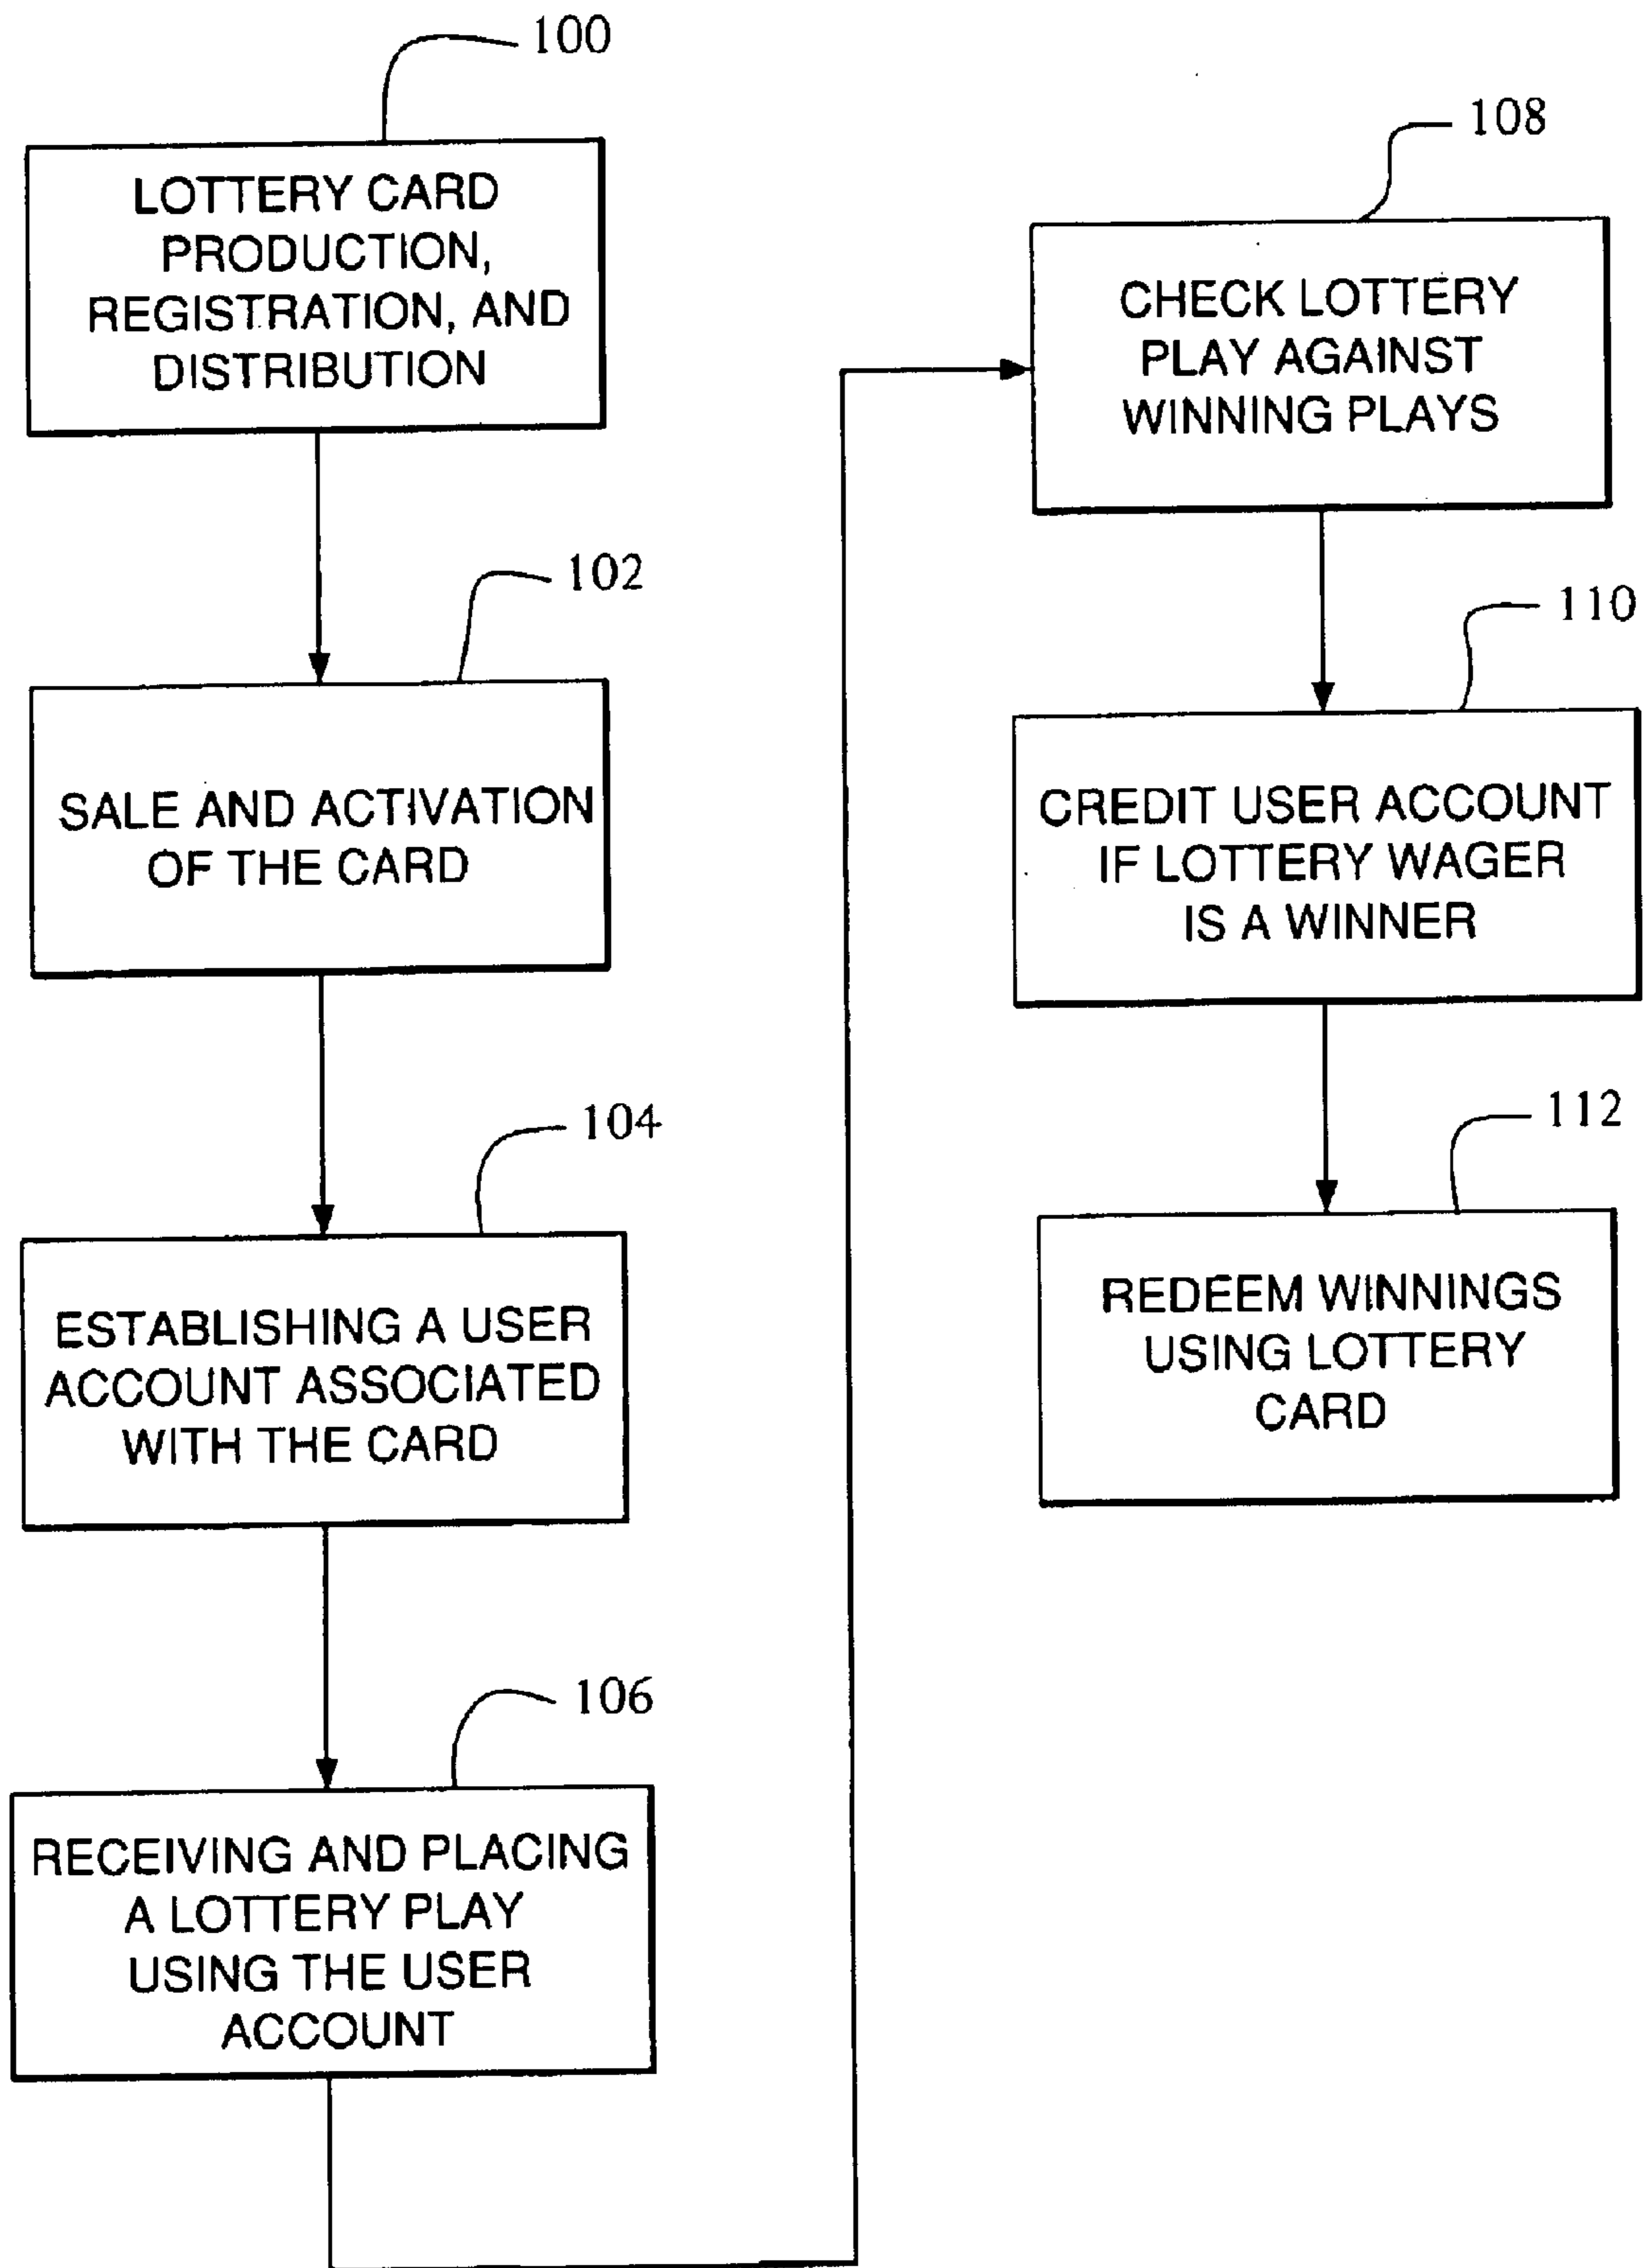 100
LOTTERY CARD
PRODUCTION,
REGISTRATION, AND
DISTRIBUTION
102
SALE AND ACTIVATION
OF THE CARD
104
ESTABLISHING A USER
ACCOUNT ASSOCIATED
WITH THE CARD
106
RECEIVING AND PLACING
A LOTTERY PLAY
USING THE USER
ACCOUNT
108
CHECK LOTTERY
PLAY AGAINST
WINNING PLAYS
110
CREDIT USER ACCOUNT
IF LOTTERY WAGER
IS A WINNER
112
REDEEM WINNINGS
USING LOTTERY
CARD